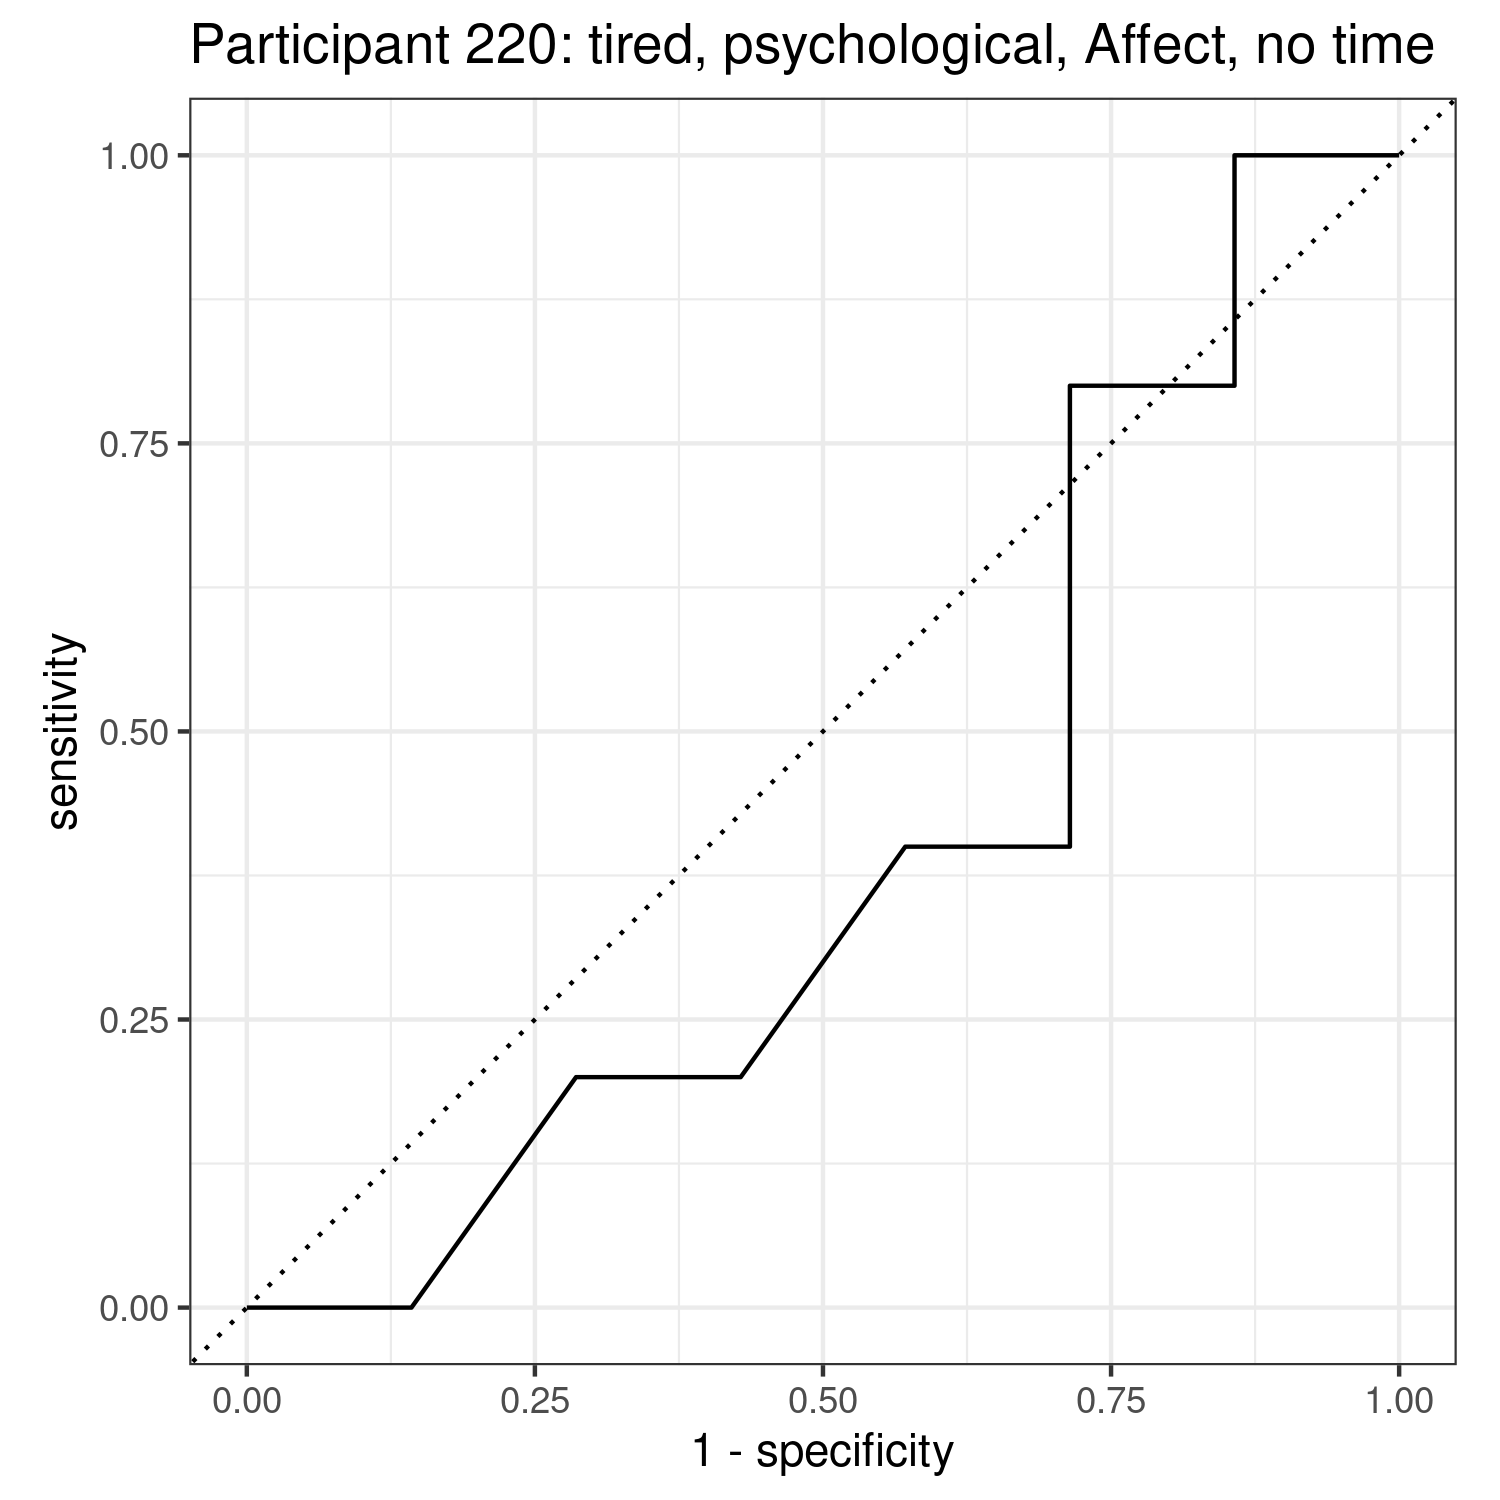 Participant 220: tired, psychological, Affect, no time
1.00
0.75
0.50
0.25
0.00
sensitivity
0.00 0.25 0.50 0.75 1.00
1 - specificity